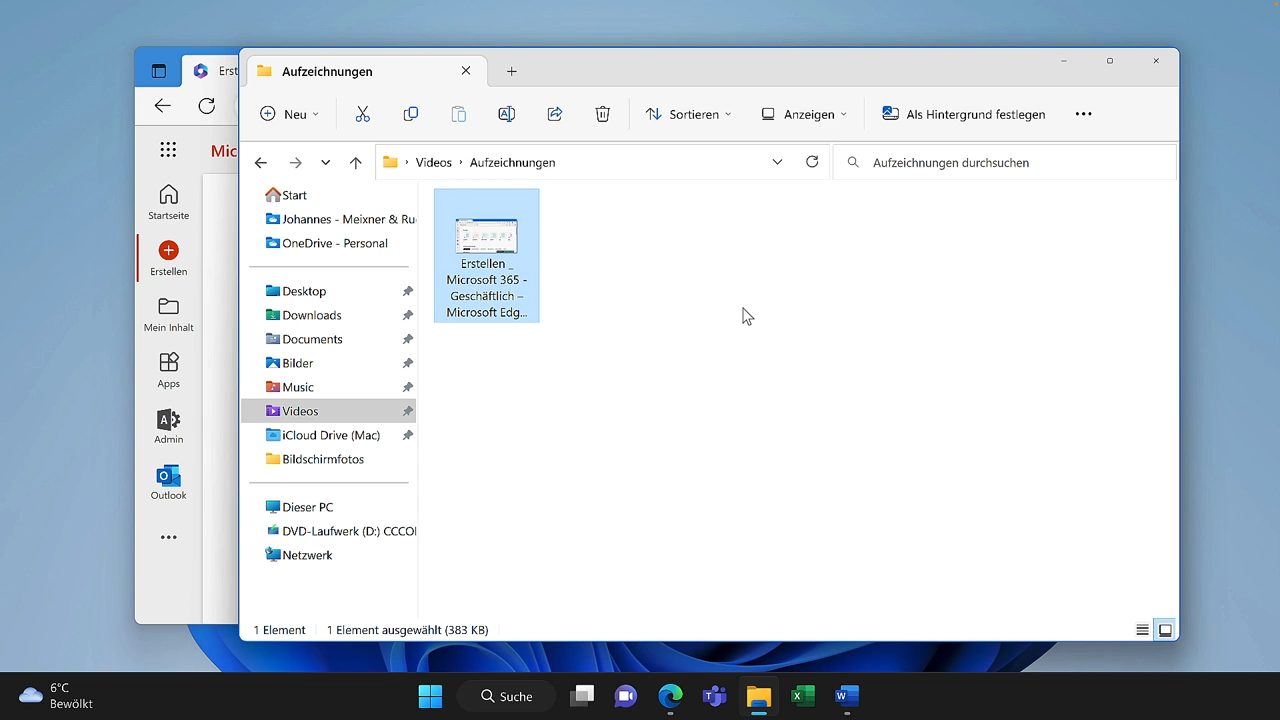 Erst
Aufzeichnungen
Neu
Sortieren
Anzeigen
Als Hintergrund festlegen
Videos
Aufzeichnungen
Aufzeichnungen durchsuchen
Mic
Startseite
Erstellen
Mein Inhalt
Apps
Admin
Outlook
Start
Johannes - Meixner & Ru
OneDrive - Personal
Desktop
Downloads
Documents
Bilder
Music
Videos
iCloud Drive (Mac)
Bildschirmfotos
Dieser PC
DVD-Laufwerk (D:) CCCO
Netzwerk
Erstellen _
Microsoft 365 -
Geschäftlich –
Microsoft Edg...
1 Element
1 Element ausgewählt (383 KB)
6°C
Bewölkt
Suche